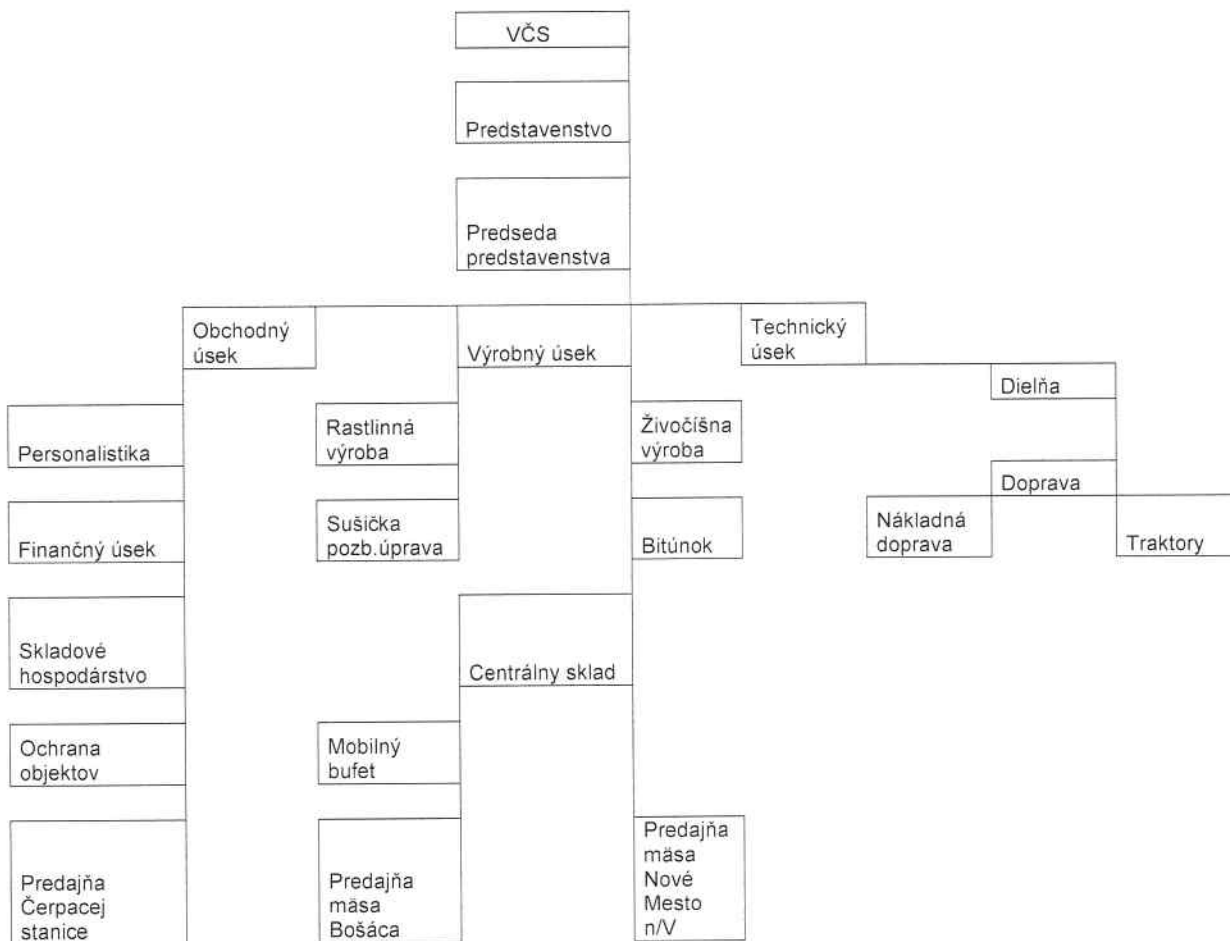 VČS
Predstavenstvo
Predseda
predstavenstva
Obchodný
úsek
Výrobný úsek
Technický
úsek
Dielňa
Personalistika
Rastlinná
výroba
Živočíšna
výroba
Doprava
Finančný úsek
Sušička
pozb.úprava
Bitúnok
Nákladná
doprava
Traktory
Skladové
hospodárstvo
Centrálny sklad
Ochrana
objektov
Mobilný
bufet
Predajňa
Čerpacej
stanice
Predajňa
mäsa
Bošáca
Predajňa
mäsa
Nové
Mesto
n/V